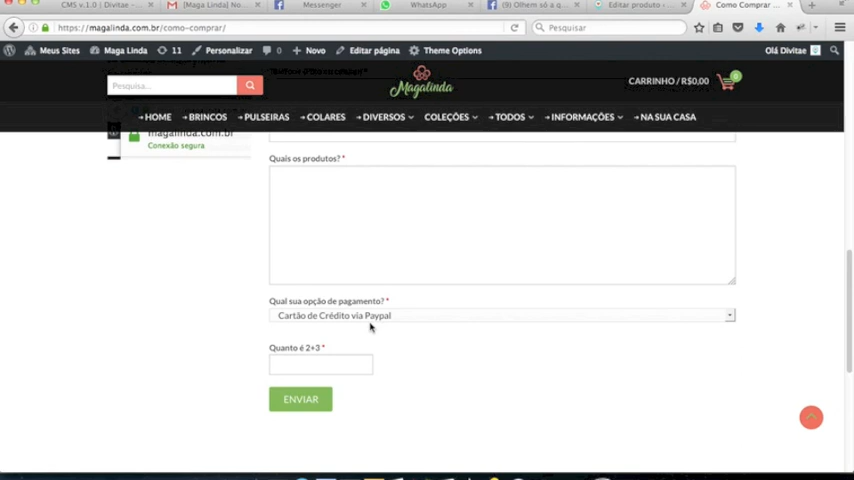 CMS v.1.0 | Divitae - ...
[Maga Linda] No...
Messenger
WhatsApp
(9) Olhem só a q...
Editar produto ‹ ...
Como Comprar ...
https://magalinda.com.br/como-comprar/
Pesquisar
Meus Sites
Maga Linda
11
Personalizar
0
Novo
Editar página
Theme Options
Olá Divitae
Pesquisa...
Magalinda
CARRINHO / R$0,00
0
HOME
BRINCOS
PULSEIRAS
COLARES
DIVERSOS
COLEÇÕES
TODOS
INFORMAÇÕES
NA SUA CASA
magalinda.com.br
Conexão segura
Quais os produtos? *
Qual sua opção de pagamento? *
Cartão de Crédito via Paypal
Quanto é 2+3 *
ENVIAR